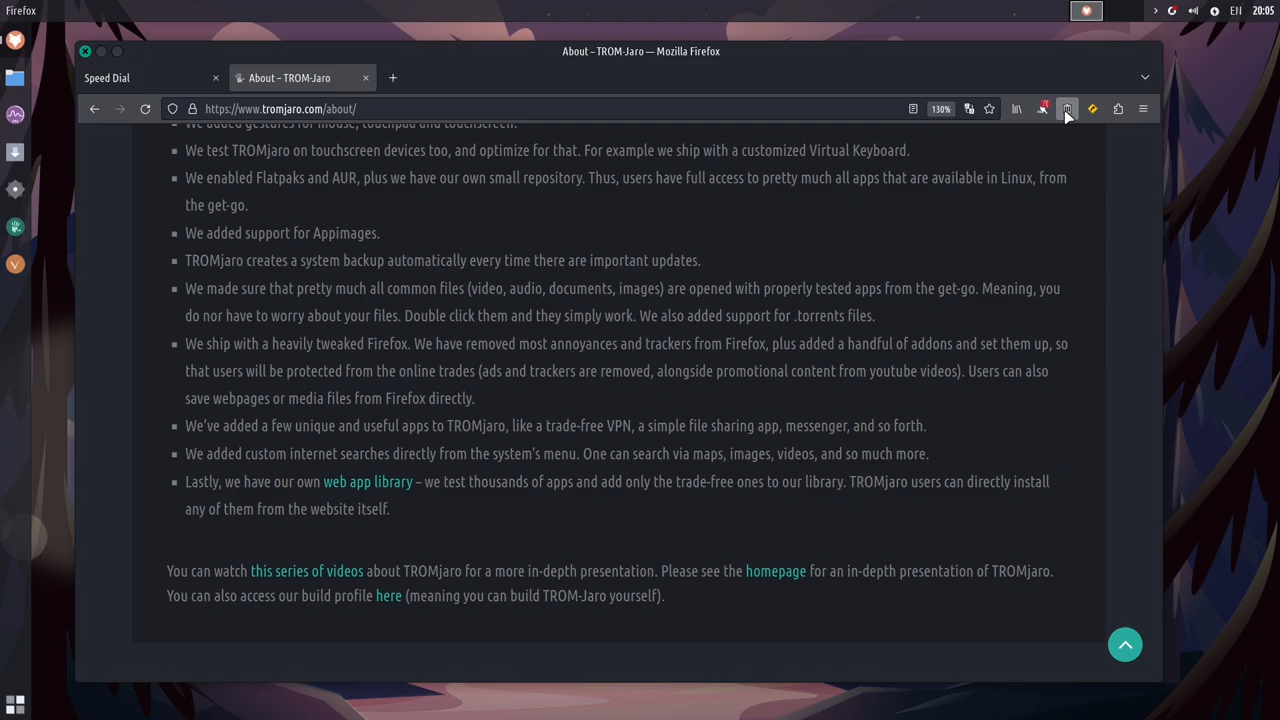 Firefox
EN 20:05
About – TROM-Jaro — Mozilla Firefox
Speed Dial
About – TROM-Jaro
https://www.tromjaro.com/about/
130%
We added gestures for mouse, touchpad and touchscreen.
We test TROMjaro on touchscreen devices too, and optimize for that. For example we ship with a customized Virtual Keyboard.
We enabled Flatpaks and AUR, plus we have our own small repository. Thus, users have full access to pretty much all apps that are available in Linux, from
the get-go.
We added support for Appimages.
TROMjaro creates a system backup automatically every time there are important updates.
We made sure that pretty much all common files (video, audio, documents, images) are opened with properly tested apps from the get-go. Meaning, you
do nor have to worry about your files. Double click them and they simply work. We also added support for .torrents files.
We ship with a heavily tweaked Firefox. We have removed most annoyances and trackers from Firefox, plus added a handful of addons and set them up, so
that users will be protected from the online trades (ads and trackers are removed, alongside promotional content from youtube videos). Users can also
save webpages or media files from Firefox directly.
We've added a few unique and useful apps to TROMjaro, like a trade-free VPN, a simple file sharing app, messenger, and so forth.
We added custom internet searches directly from the system's menu. One can search via maps, images, videos, and so much more.
Lastly, we have our own web app library – we test thousands of apps and add only the trade-free ones to our library. TROMjaro users can directly install
any of them from the website itself.
You can watch this series of videos about TROMjaro for a more in-depth presentation. Please see the homepage for an in-depth presentation of TROMjaro.
You can also access our build profile here (meaning you can build TROM-Jaro yourself).